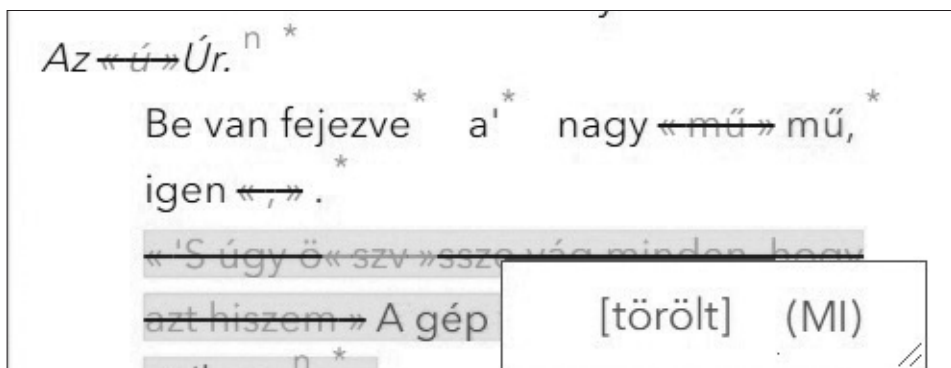 Az « ú » Úr. n *
Be van fejezve * a' * nagy « mű » mű, *
igen « , » . *
« 'S úgy ö« szv »ssze vág minden, hogy
azt hiszem » A gép [törölt] (MI)
n *